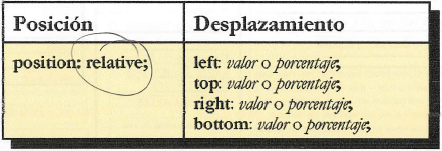 Posición Desplazamiento
position: relative; left: valor o porcentaje;
top: valor o porcentaje;
right: valor o porcentaje;
bottom: valor o porcentaje;